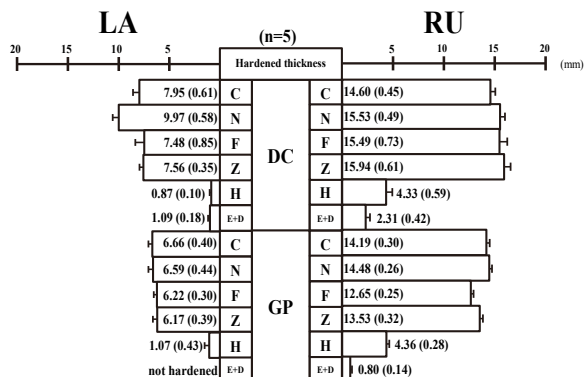 LA (n=5) RU
20 15 10 5 Hardened thickness 5 10 15 20 (mm)
7.95 (0.61) C C 14.60 (0.45)
9.97 (0.58) N N 15.53 (0.49)
7.48 (0.85) F F 15.49 (0.73)
DC
7.56 (0.35) Z Z 15.94 (0.61)
0.87 (0.10) H H 4.33 (0.59)
1.09 (0.18) E+D E+D 2.31 (0.42)
6.66 (0.40) C C 14.19 (0.30)
6.59 (0.44) N N 14.48 (0.26)
6.22 (0.30) F F 12.65 (0.25)
GP
6.17 (0.39) Z Z 13.53 (0.32)
1.07 (0.43) H H 4.36 (0.28)
not hardened E+D E+D 0.80 (0.14)